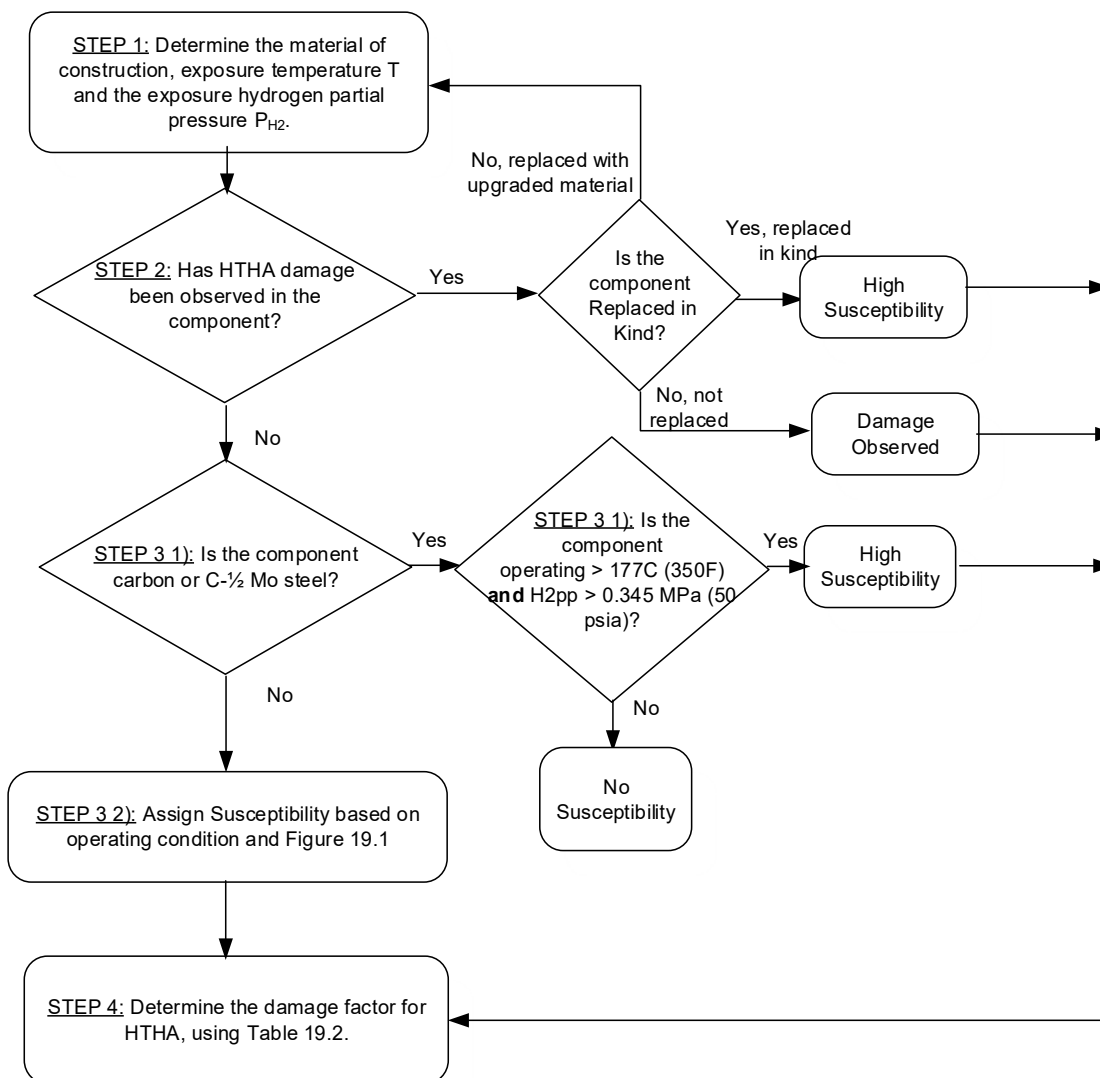 STEP 1: Determine the material of
construction, exposure temperature T
and the exposure hydrogen partial
pressure PH2.
No, replaced with
upgraded material
STEP 2: Has HTHA damage
been observed in the
component?
Yes
Is the
component
Replaced in
Kind?
Yes, replaced
in kind
High
Susceptibility
No, not
replaced
Damage
Observed
No
STEP 3 1): Is the component
carbon or C-½ Mo steel?
Yes
STEP 3 1): Is the
component
operating > 177C (350F)
and H2pp > 0.345 MPa (50
psia)?
Yes
High
Susceptibility
No
No
No
Susceptibility
STEP 3 2): Assign Susceptibility based on
operating condition and Figure 19.1
STEP 4: Determine the damage factor for
HTHA, using Table 19.2.